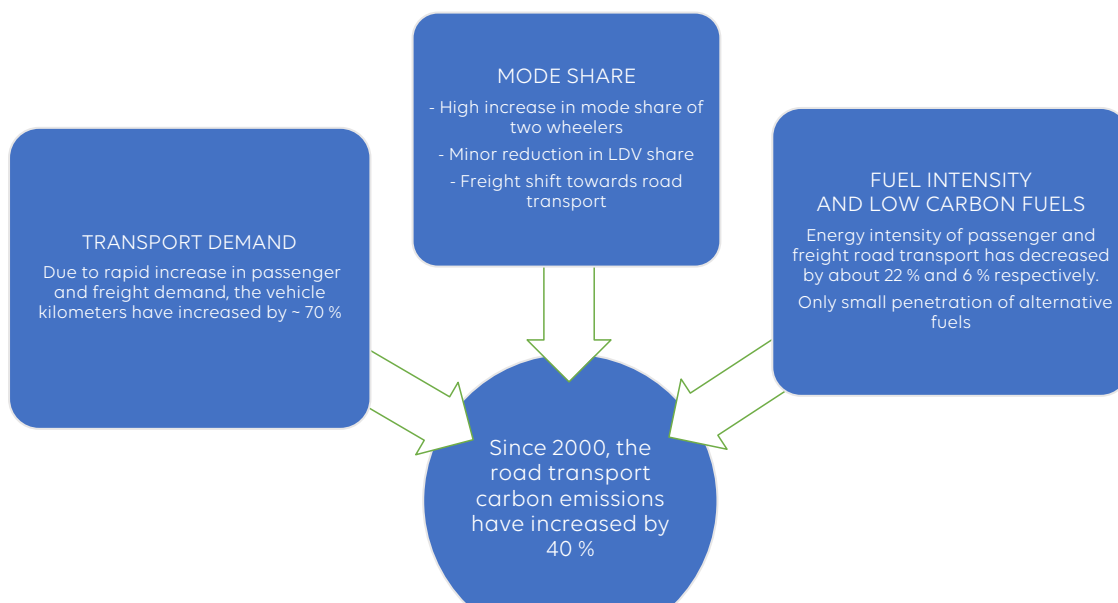 MODE SHARE
- High increase in mode share of
two wheelers
- Minor reduction in LDV share
- Freight shift towards road
transport
TRANSPORT DEMAND
Due to rapid increase in passenger
and freight demand, the vehicle
kilometers have increased by ~ 70 %
FUEL INTENSITY
AND LOW CARBON FUELS
Energy intensity of passenger and
freight road transport has decreased
by about 22 % and 6 % respectively.
Only small penetration of alternative
fuels
Since 2000, the
road transport
carbon emissions
have increased by
40 %